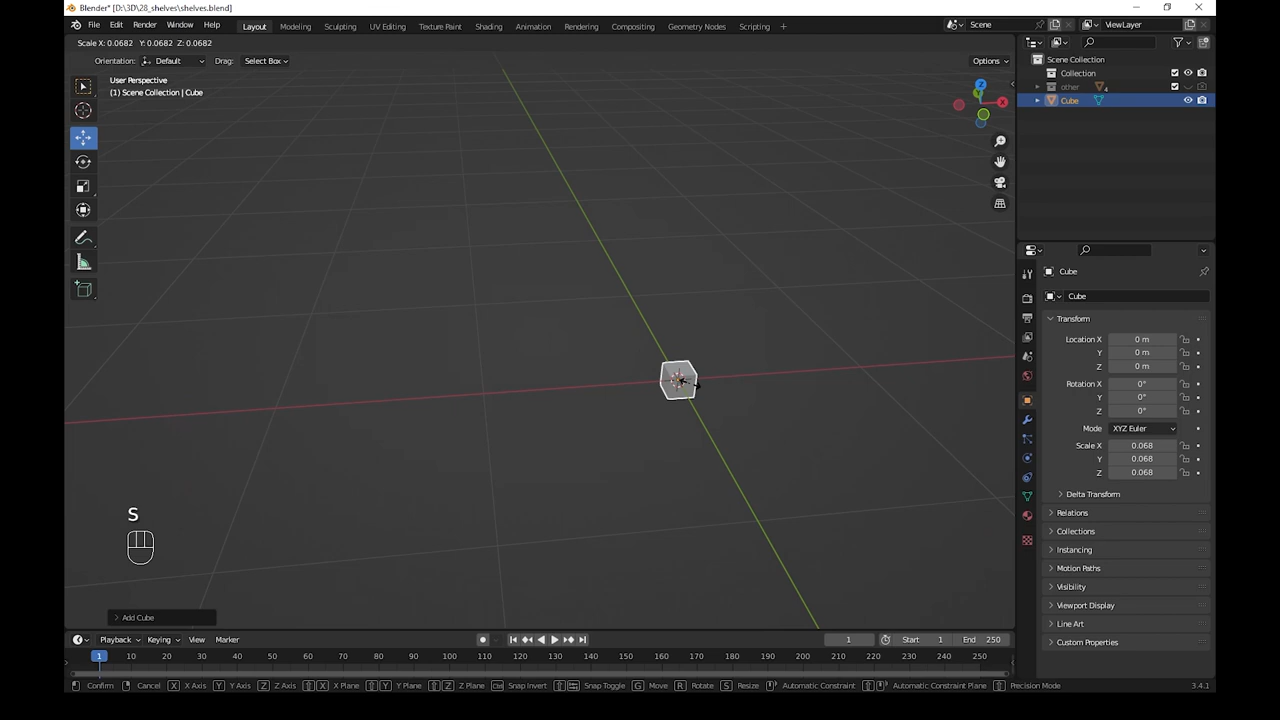 Blender* [D:\3D\28_shelves\shelves.blend]
File Edit Render Window Help Layout Modeling Sculpting UV Editing Texture Paint Shading Animation Rendering Compositing Geometry Nodes Scripting + Scene ViewLayer
Scale X: 0.0682 Y: 0.0682 Z: 0.0682
Orientation: Default Drag: Select Box Options
User Perspective
(1) Scene Collection | Cube
Z
X
Scene Collection
Collection
other 4
Cube
Cube
Cube
Transform
Location X 0 m
Y 0 m
Z 0 m
Rotation X 0°
Y 0°
Z 0°
Mode XYZ Euler
Scale X 0.068
Y 0.068
Z 0.068
Delta Transform
Relations
Collections
Instancing
Motion Paths
Visibility
Viewport Display
Line Art
Custom Properties
S
Add Cube
Playback Keying View Marker 1 Start 1 End 250
1 10 20 30 40 50 60 70 80 90 100 110 120 130 140 150 160 170 180 190 200 210 220 230 240 250
Confirm Cancel X X Axis Y Y Axis Z Z Axis X X Plane Y Y Plane Z Z Plane Snap Invert Snap Toggle G Move R Rotate S Resize Automatic Constraint Automatic Constraint Plane Precision Mode 3.4.1